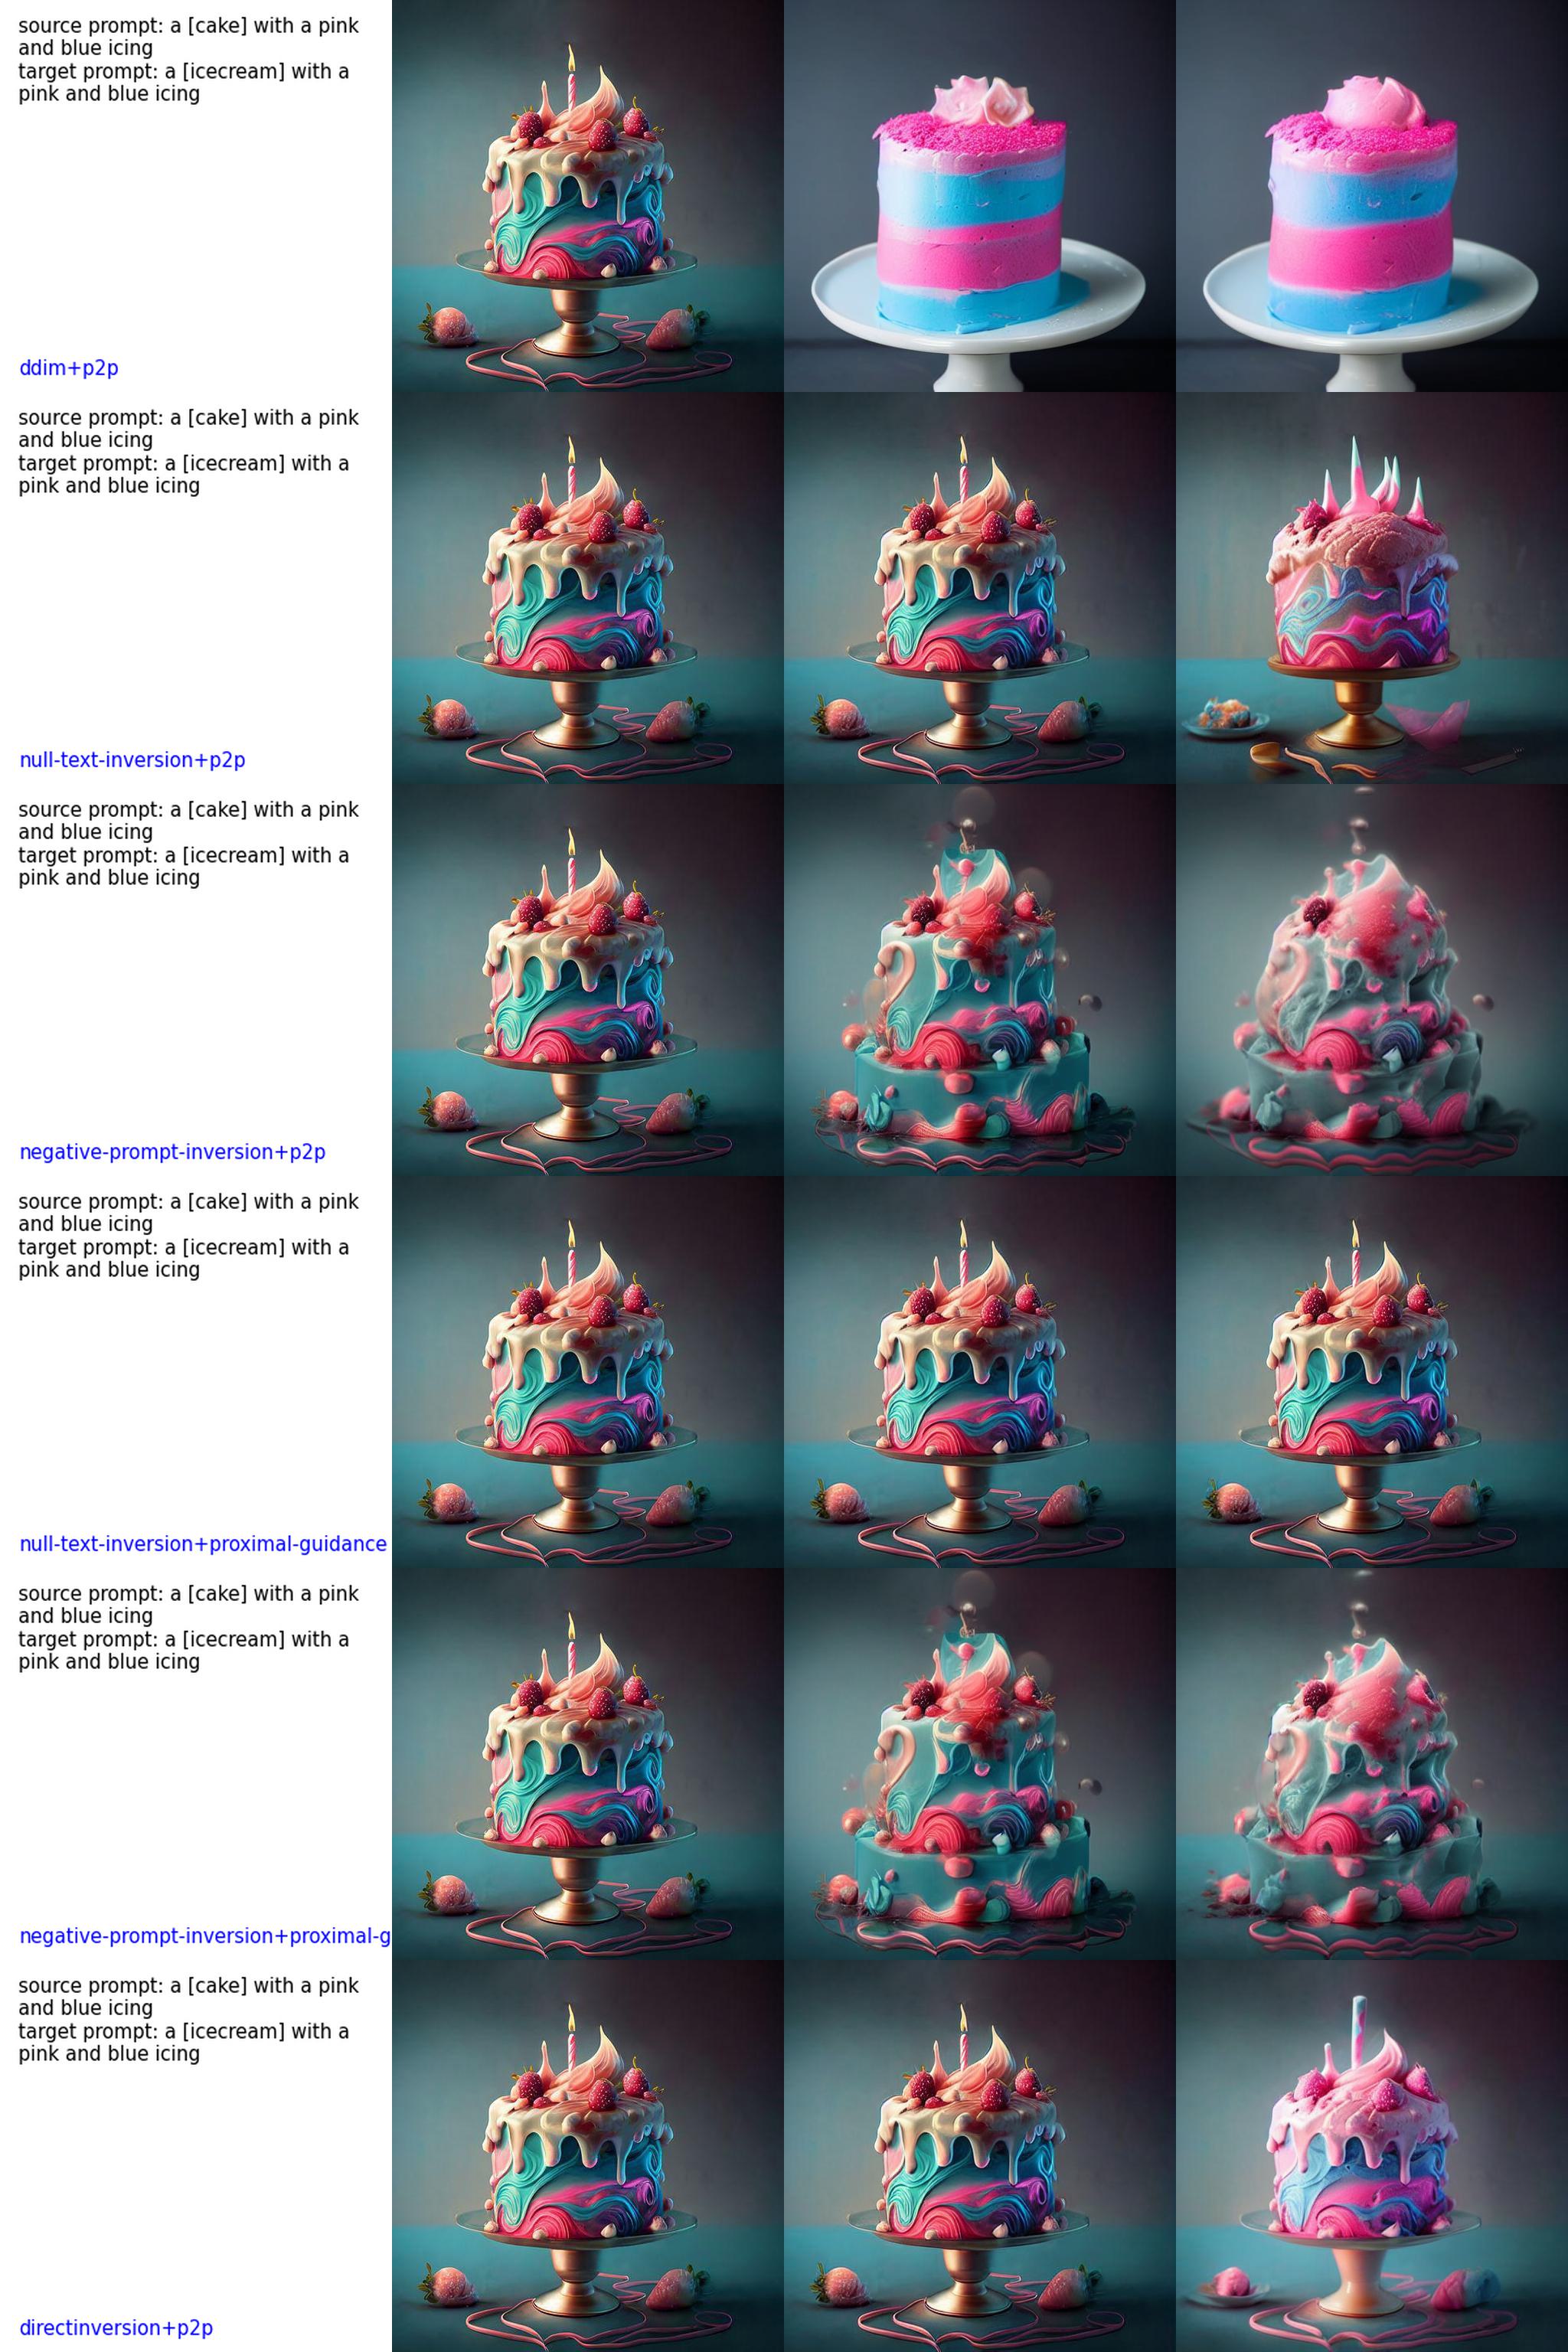 source prompt: a [cake] with a pink
and blue icing
target prompt: a [icecream] with a
pink and blue icing
ddim+p2p
source prompt: a [cake] with a pink
and blue icing
target prompt: a [icecream] with a
pink and blue icing
null-text-inversion+p2p
source prompt: a [cake] with a pink
and blue icing
target prompt: a [icecream] with a
pink and blue icing
negative-prompt-inversion+p2p
source prompt: a [cake] with a pink
and blue icing
target prompt: a [icecream] with a
pink and blue icing
null-text-inversion+proximal-guidance
source prompt: a [cake] with a pink
and blue icing
target prompt: a [icecream] with a
pink and blue icing
negative-prompt-inversion+proximal-g
source prompt: a [cake] with a pink
and blue icing
target prompt: a [icecream] with a
pink and blue icing
directinversion+p2p